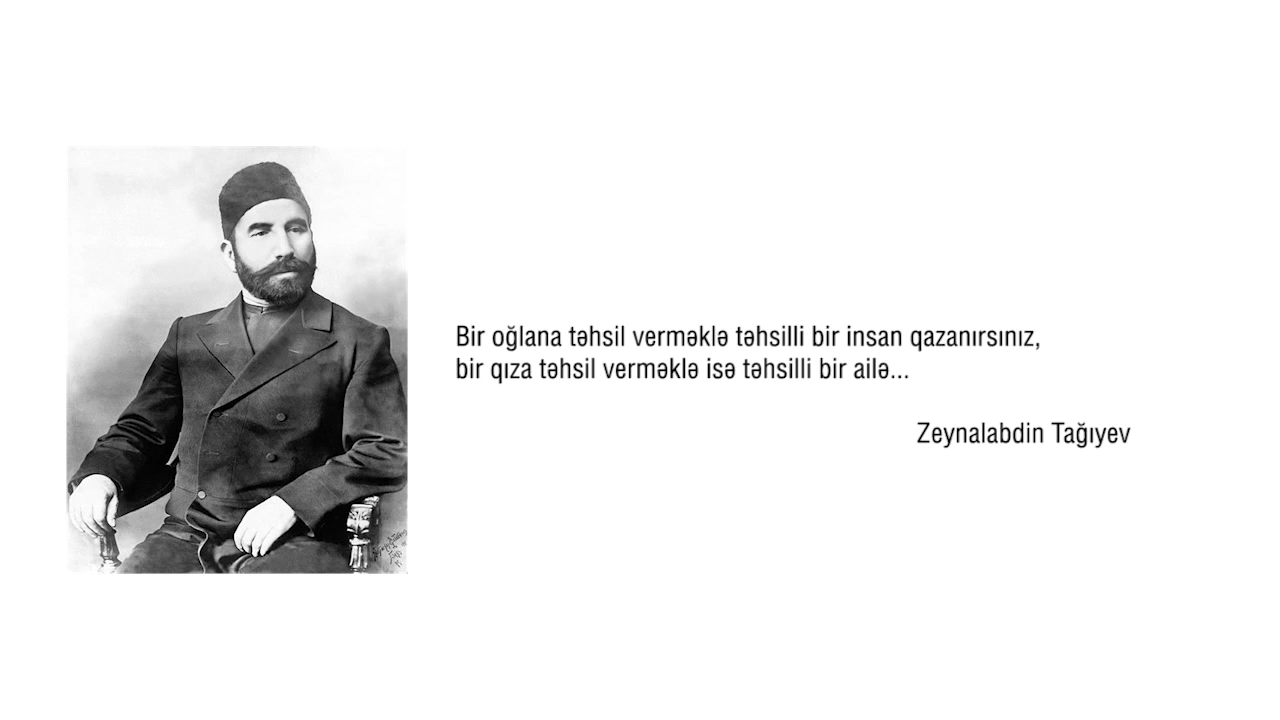 Bir oğlana təhsil verməklə təhsilli bir insan qazanırsınız,
bir qıza təhsil verməklə isə təhsilli bir ailə...
Zeynalabdin Tağıyev